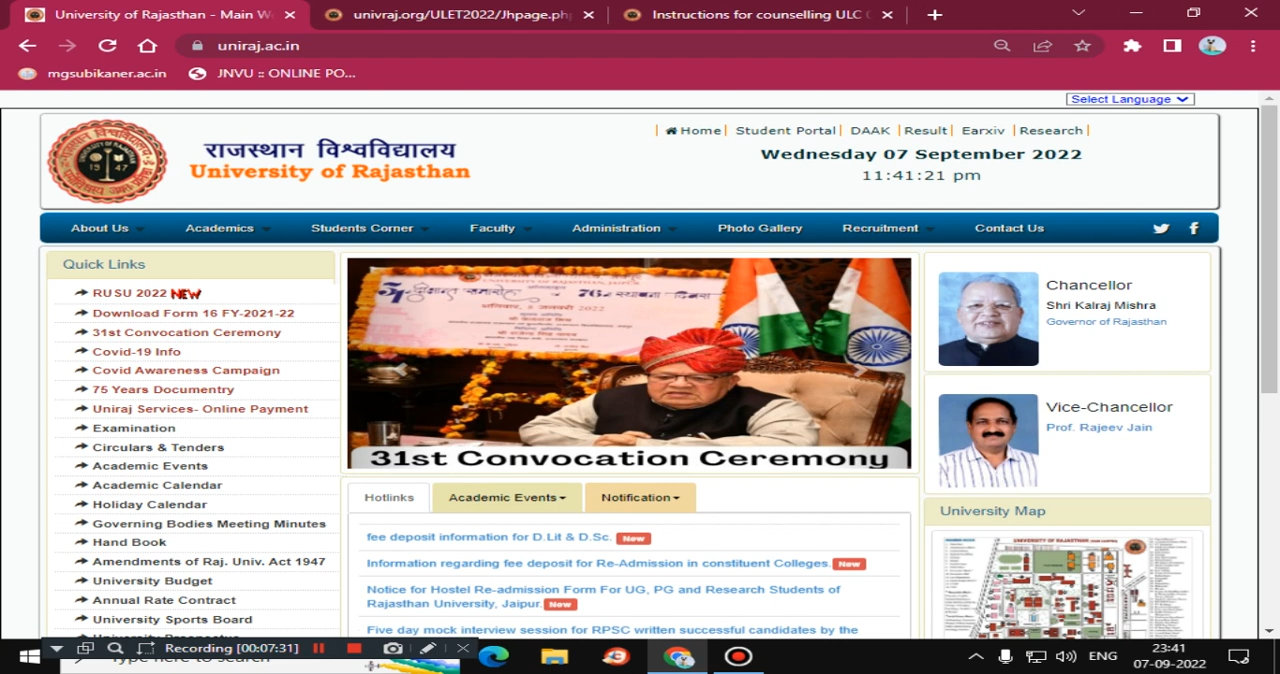 University of Rajasthan - Main W
univraj.org/ULET2022/Jhpage.php
Instructions for counselling ULC
uniraj.ac.in
mgsubikaner.ac.in
JNVU :: ONLINE PO...
Select Language
राजस्थान विश्वविद्यालय
University of Rajasthan
Home
Student Portal
DAAK
Result
Earxiv
Research
Wednesday 07 September 2022
11:41:21 pm
About Us
Academics
Students Corner
Faculty
Administration
Photo Gallery
Recruitment
Contact Us
Quick Links
RUSU 2022 NEW
Download Form 16 FY-2021-22
31st Convocation Ceremony
Covid-19 Info
Covid Awareness Campaign
75 Years Documentry
Uniraj Services- Online Payment
Examination
Circulars & Tenders
Academic Events
Academic Calendar
Holiday Calendar
Governing Bodies Meeting Minutes
Hand Book
Amendments of Raj. Univ. Act 1947
University Budget
Annual Rate Contract
University Sports Board
31st Convocation Ceremony
Hotlinks
Academic Events
Notification
fee deposit information for D.Lit & D.Sc. New
Information regarding fee deposit for Re-Admission in constituent Colleges. New
Notice for Hoster Re-admission Form For UG, PG and Research Students of
Rajasthan University, Jaipur. New
Five day mock interview session for RPSC written successful candidates by the
Chancellor
Shri Kalraj Mishra
Governor of Rajasthan
Vice-Chancellor
Prof. Rajeev Jain
University Map
UNIVERSITY OF RAJASTHAN
Recording [00:07:31]
Type here to search
ENG
23:41
07-09-2022